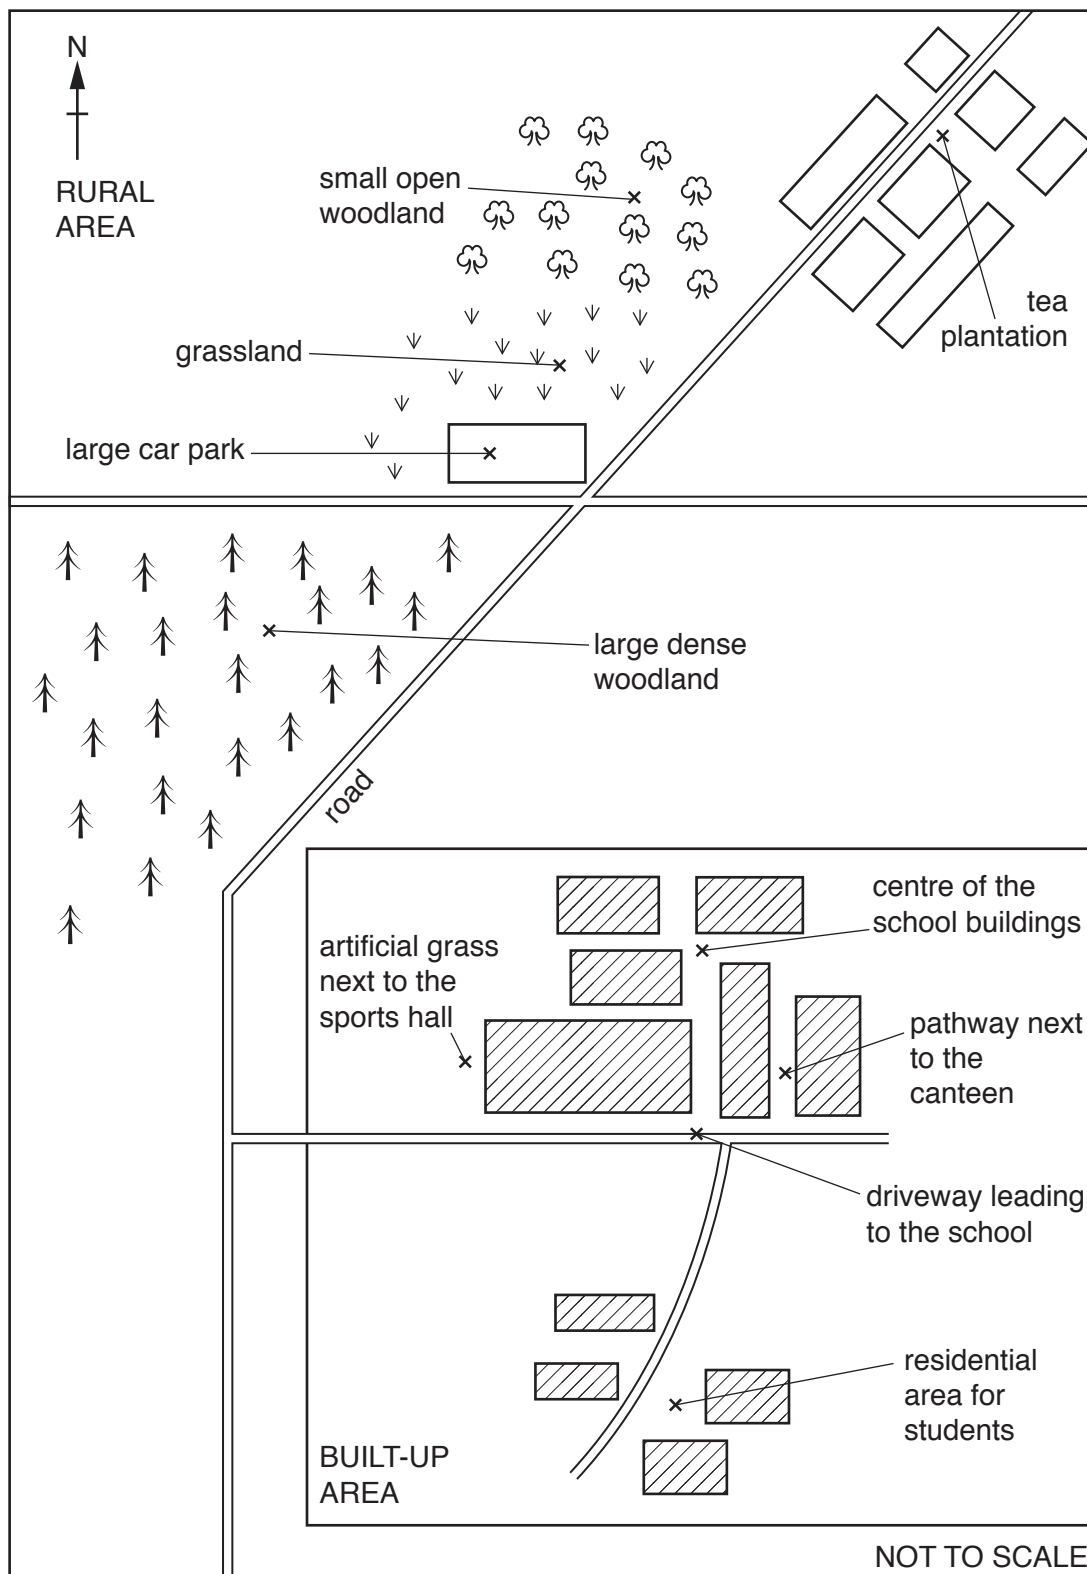 N
RURAL
AREA
small open
woodland
tea
plantation
grassland
large car park
large dense
woodland
road
centre of the
school buildings
artificial grass
next to the
sports hall
pathway next
to the
canteen
driveway leading
to the school
residential
area for
students
BUILT-UP
AREA
NOT TO SCALE